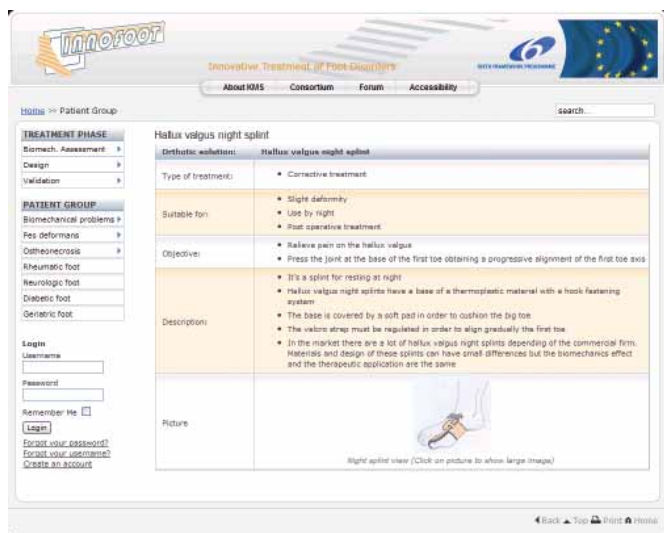 INNOFOOT
Innovative Treatment of Foot Disorders
SIXTH FRAMEWORK PROGRAMME
About KMS Consortium Forum Accessibility
Home >> Patient Group
search...
TREATMENT PHASE
Biomech. Assessment
Design
Validation
PATIENT GROUP
Biomechanical problems
Pes deformans
Ostheonecrosis
Rheumatic foot
Neurologic foot
Diabetic foot
Geriatric foot
Login
Username
Password
Remember Me
Login
Forgot your password?
Forgot your username?
Create an account
Hallux valgus night splint
Orthotic solution: Hallux valgus night splint
Type of treatment:
• Corrective treatment
Suitable for:
• Slight deformity
• Use by night
• Post operative treatment
Objective:
• Relieve pain on the hallux valgus
• Press the joint at the base of the first toe obtaining a progressive alignment of the first toe axis
Description:
• It's a splint for resting at night
• Hallux valgus night splints have a base of a thermoplastic material with a hook fastening
system
• The base is covered by a soft pad in order to cushion the big toe
• The velcro strap must be regulated in order to align gradually the first toe
• In the market there are a lot of hallux valgus night splints depending of the commercial firm.
Materials and design of these splints can have small differences but the biomechanics effect
and the therapeutic application are the same
Picture
Night splint view (Click on picture to show large image)
Back Top Print Home